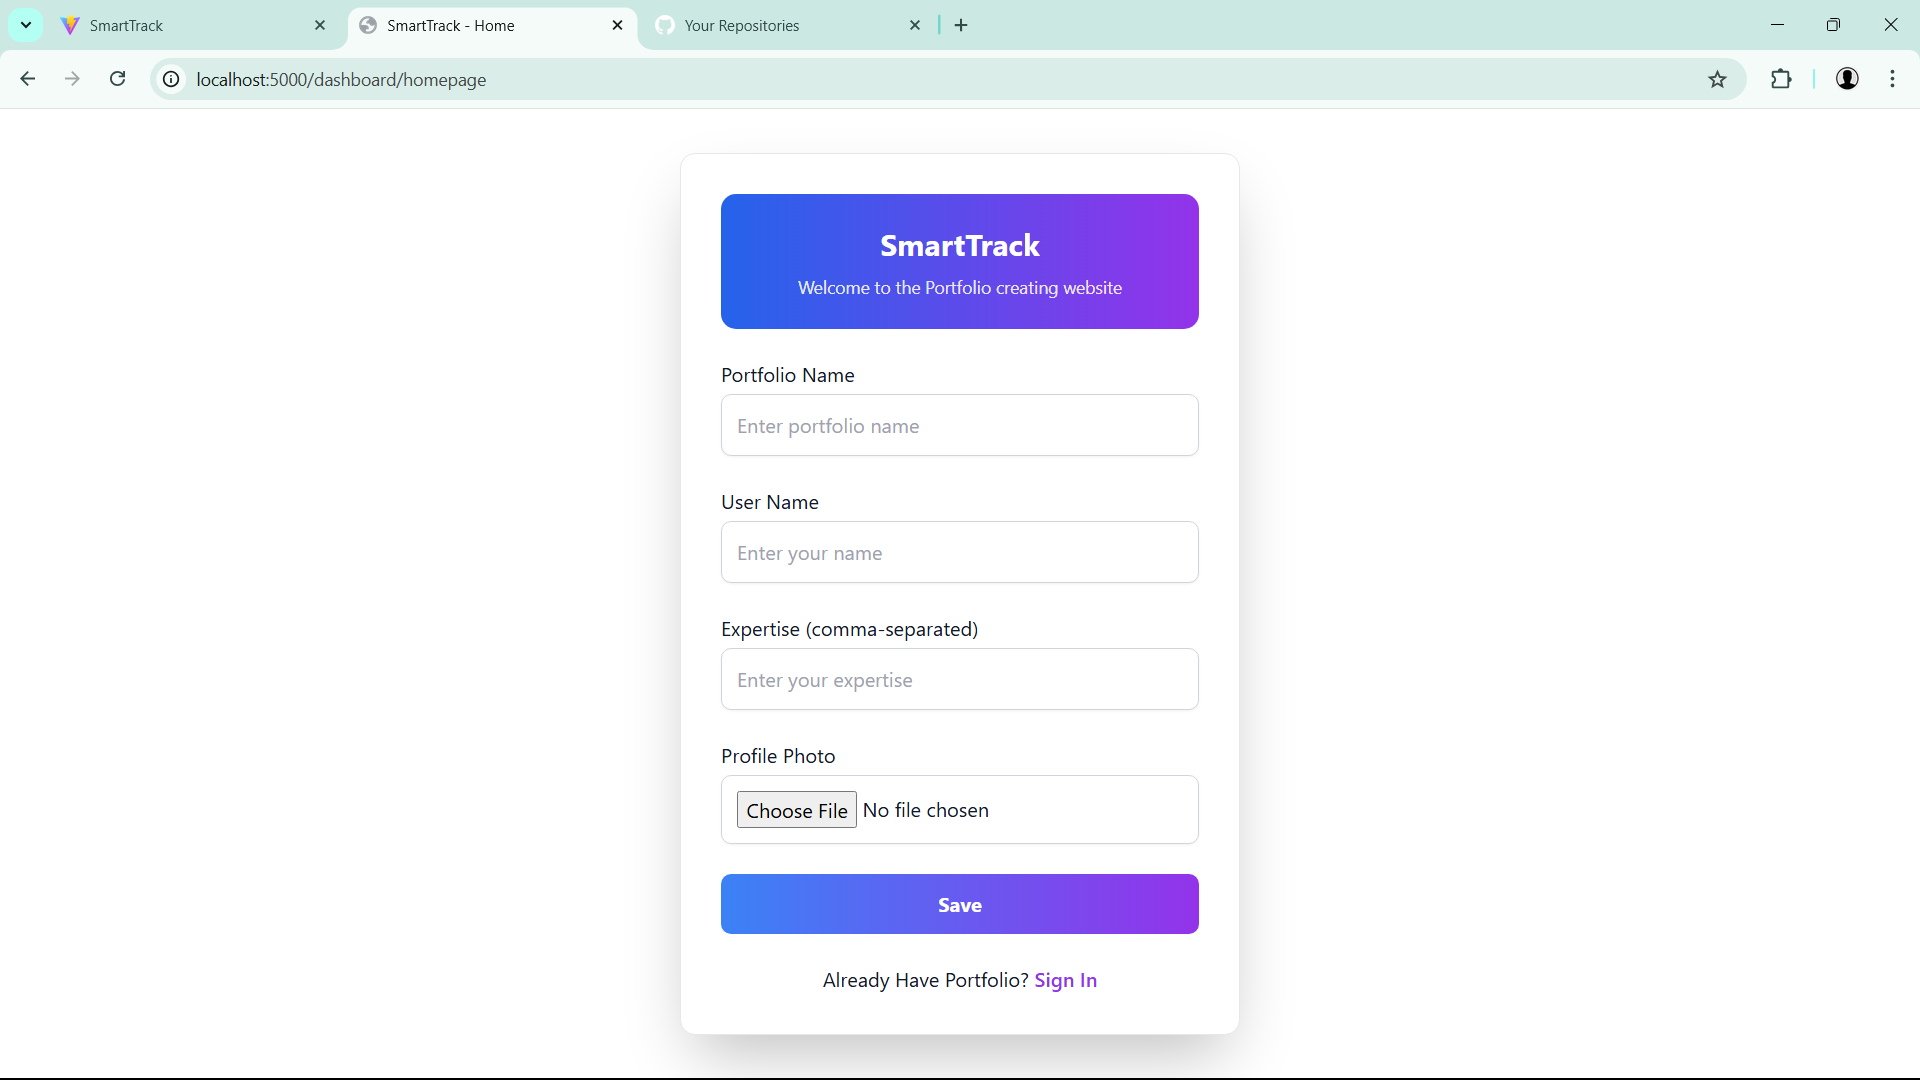 SmartTrack
SmartTrack - Home
Your Repositories
localhost:5000/dashboard/homepage
SmartTrack
Welcome to the Portfolio creating website
Portfolio Name
Enter portfolio name
User Name
Enter your name
Expertise (comma-separated)
Enter your expertise
Profile Photo
Choose File No file chosen
Save
Already Have Portfolio? Sign In